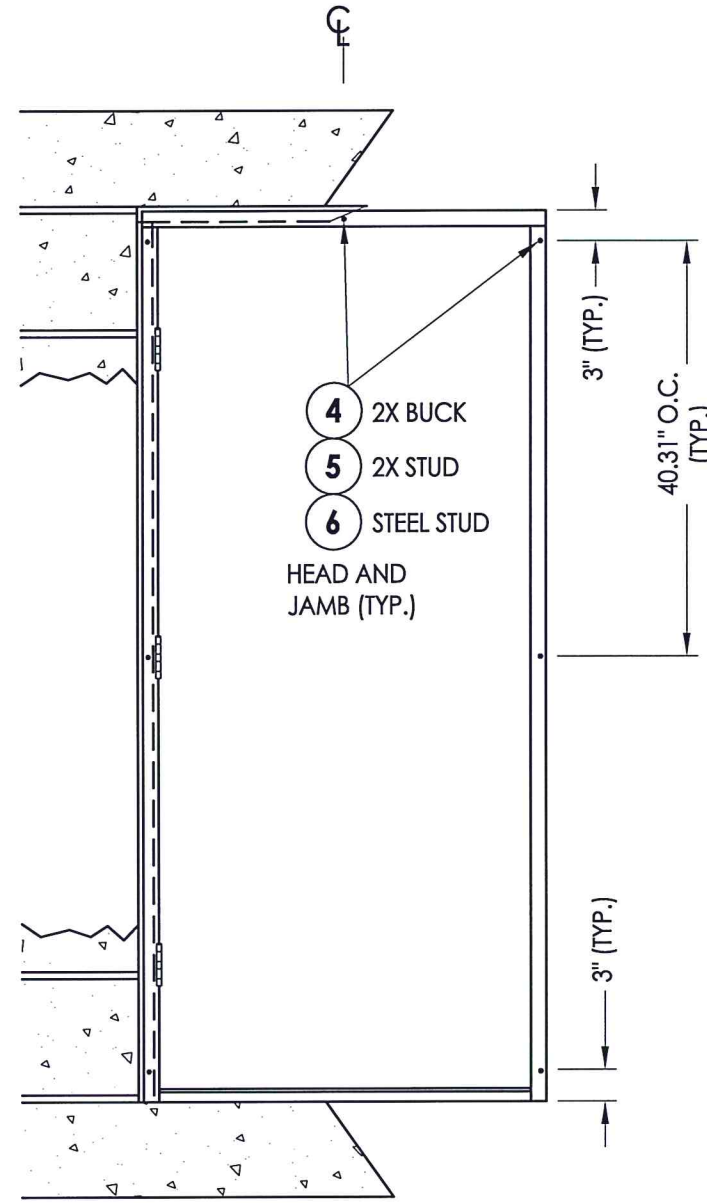 CL
3" (TYP.)
40.31" O.C.
(TYP.)
4 2X BUCK
5 2X STUD
6 STEEL STUD
HEAD AND
JAMB (TYP.)
3" (TYP.)